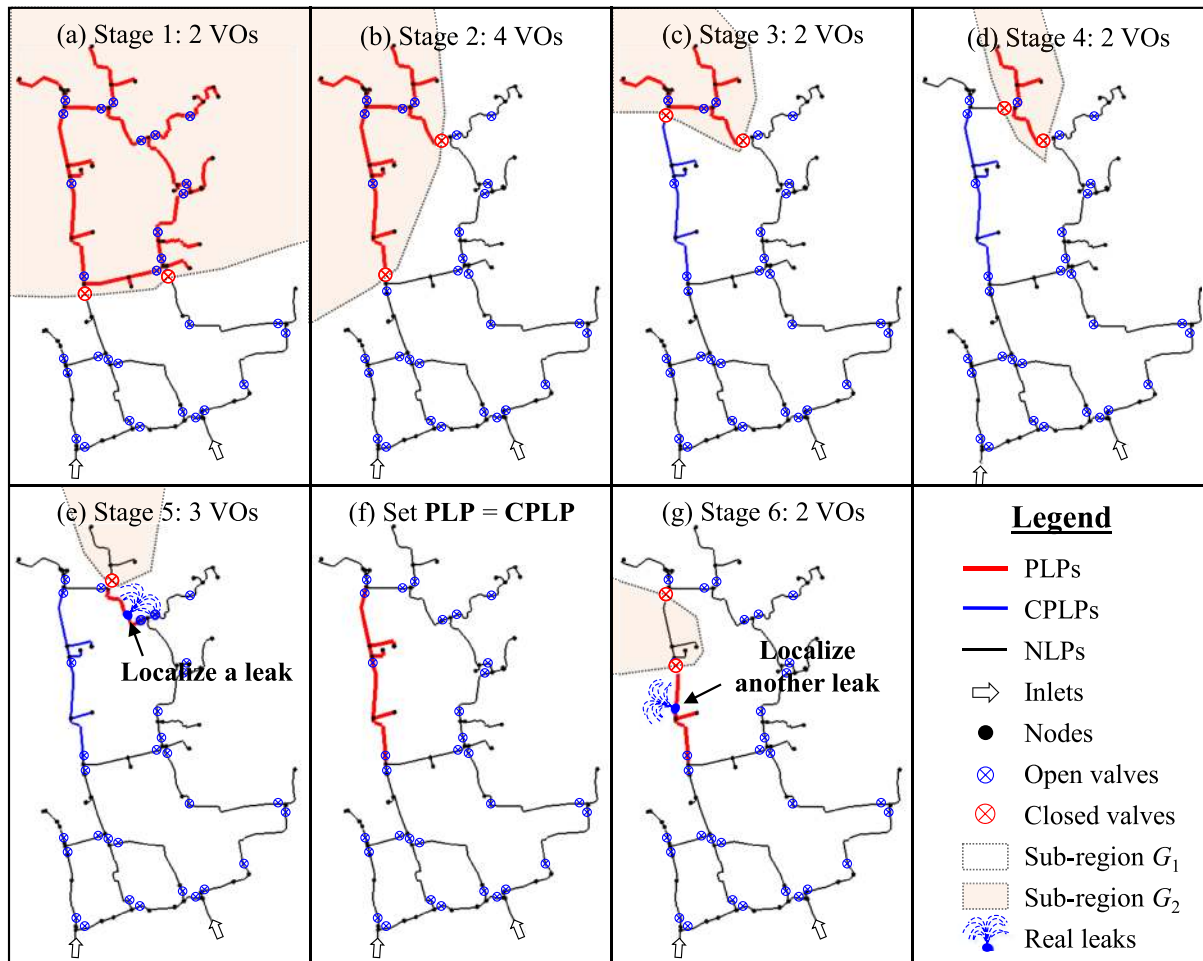 (a) Stage 1: 2 VOs
(b) Stage 2: 4 VOs
(c) Stage 3: 2 VOs
(d) Stage 4: 2 VOs
(e) Stage 5: 3 VOs
Localize a leak
(f) Set PLP = CPLP
(g) Stage 6: 2 VOs
Localize
another leak
Legend
PLPs
CPLPs
NLPs
Inlets
Nodes
Open valves
Closed valves
Sub-region G₁
Sub-region G₂
Real leaks